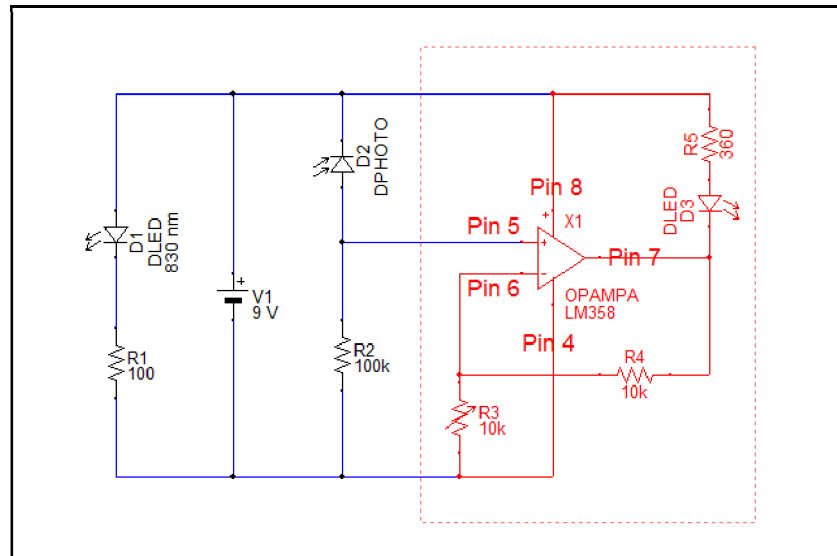 D1
DLED
830 nm
R1
100
+
V1
9 V
D2
DPHOTO
R2
100k
Pin 8
+
X1
Pin 5
+
-
Pin 6
Pin 7
OPAMPA
LM358
Pin 4
R5
360
DLED
D3
R4
10k
R3
10k